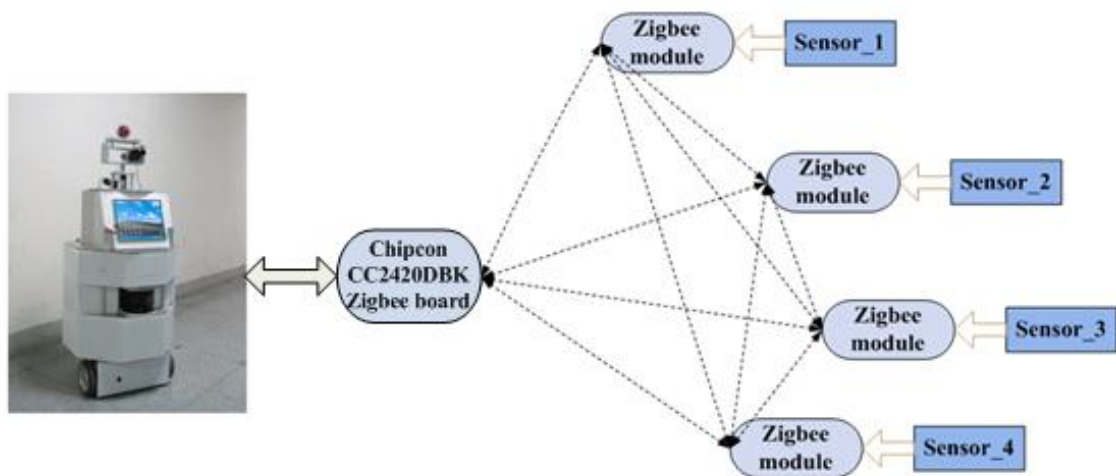 Zigbee
module
Sensor_1
Zigbee
module
Sensor_2
Chipcon
CC2420DBK
Zigbee board
Zigbee
module
Sensor_3
Zigbee
module
Sensor_4